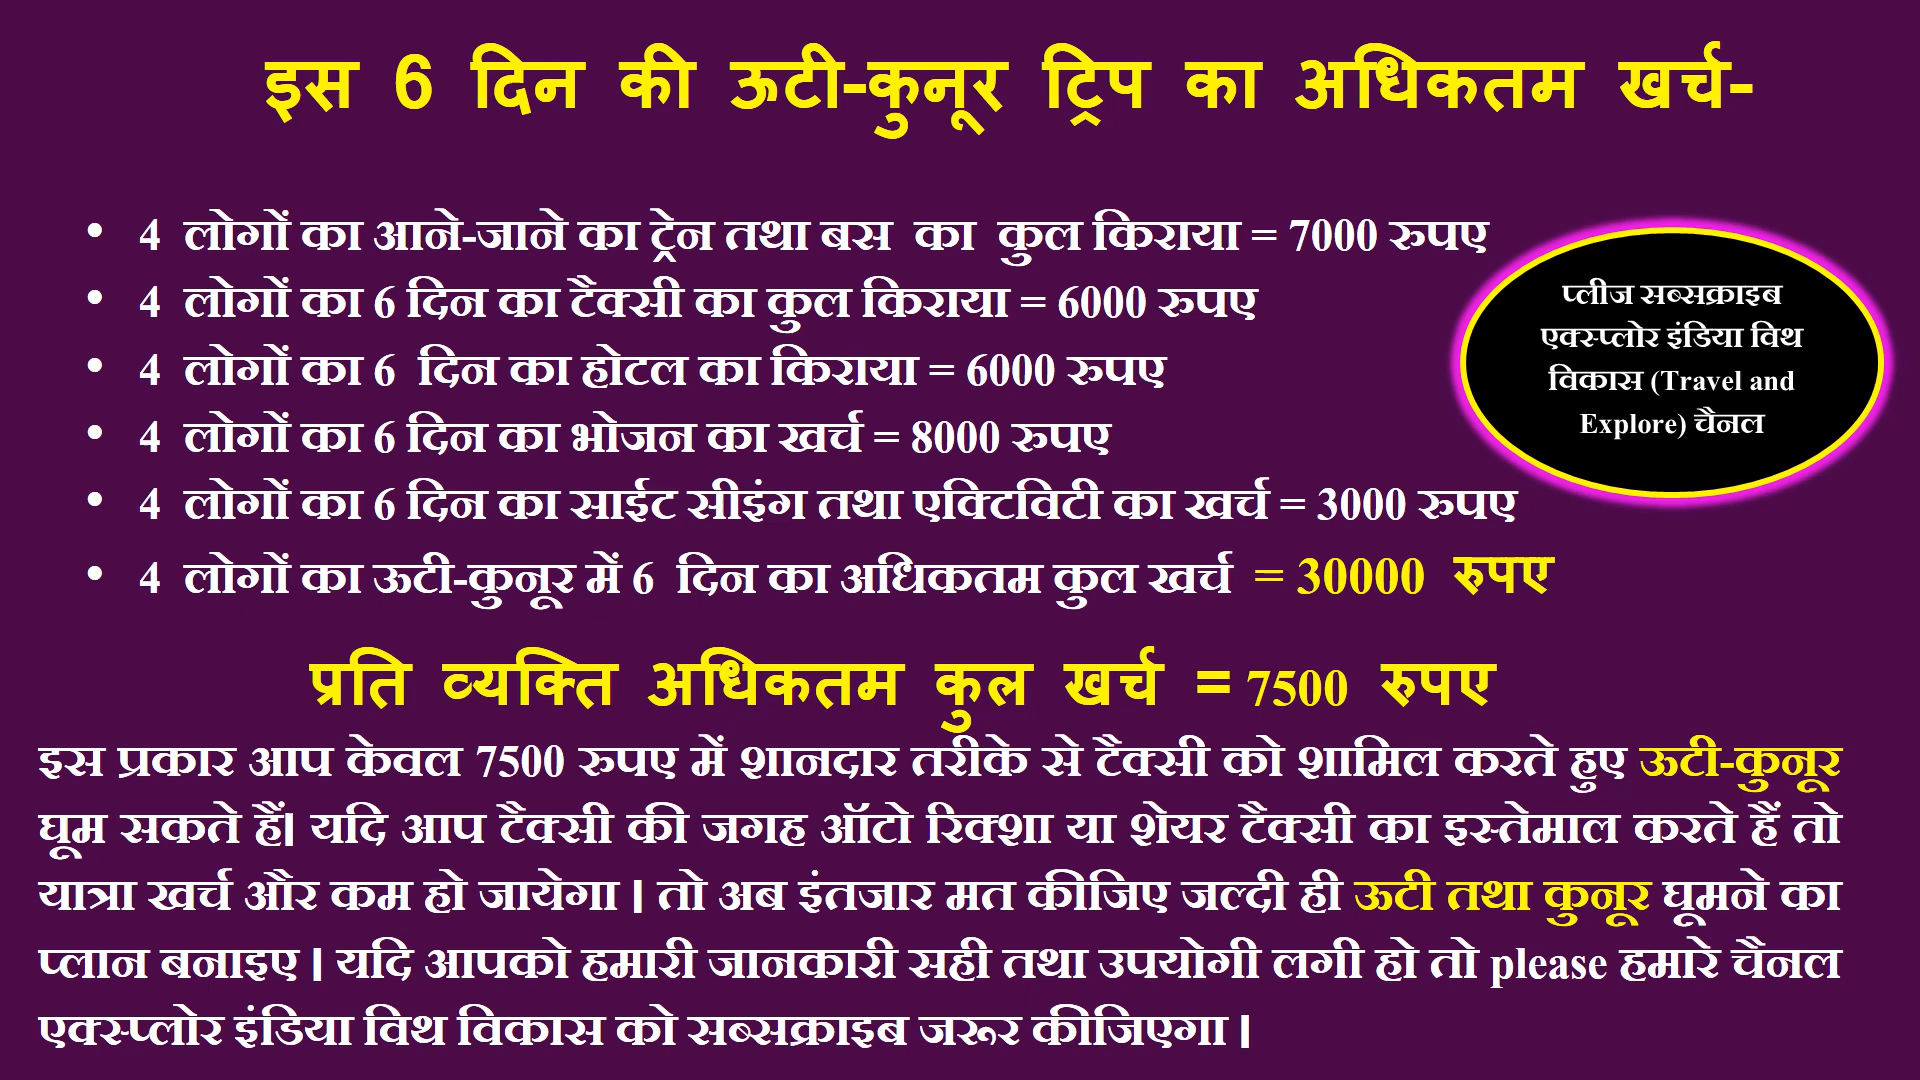 इस 6 दिन की ऊटी-कुनूर ट्रिप का अधिकतम खर्च-
• 4 लोगों का आने-जाने का ट्रेन तथा बस का कुल किराया = 7000 रुपए
• 4 लोगों का 6 दिन का टैक्सी का कुल किराया = 6000 रुपए
• 4 लोगों का 6 दिन का होटल का किराया = 6000 रुपए
• 4 लोगों का 6 दिन का भोजन का खर्च = 8000 रुपए
• 4 लोगों का 6 दिन का साईट सीइंग तथा एक्टिविटी का खर्च = 3000 रुपए
• 4 लोगों का ऊटी-कुनूर में 6 दिन का अधिकतम कुल खर्च = 30000 रुपए
प्लीज सब्सक्राइब
एक्स्प्लोर इंडिया विथ
विकास (Travel and
Explore) चैनल
प्रति व्यक्ति अधिकतम कुल खर्च = 7500 रुपए
इस प्रकार आप केवल 7500 रुपए में शानदार तरीके से टैक्सी को शामिल करते हुए ऊटी-कुनूर
घूम सकते हैं। यदि आप टैक्सी की जगह ऑटो रिक्शा या शेयर टैक्सी का इस्तेमाल करते हैं तो
यात्रा खर्च और कम हो जायेगा । तो अब इंतजार मत कीजिए जल्दी ही ऊटी तथा कुनूर घूमने का
प्लान बनाइए । यदि आपको हमारी जानकारी सही तथा उपयोगी लगी हो तो please हमारे चैनल
एक्स्प्लोर इंडिया विथ विकास को सब्सक्राइब जरूर कीजिएगा ।